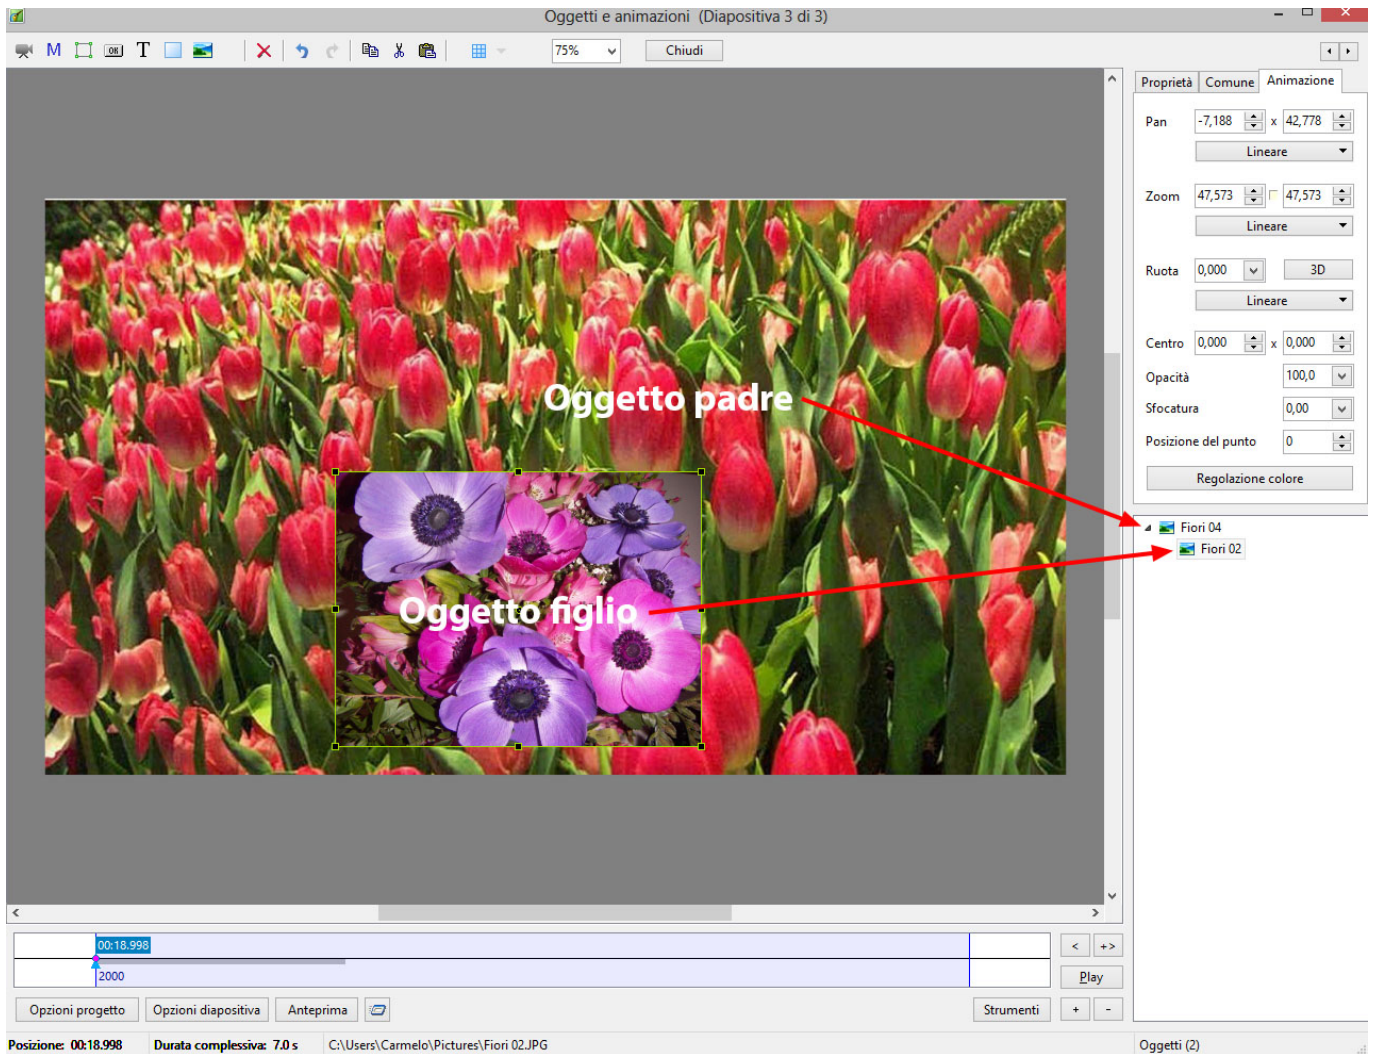 Oggetti e animazioni (Diapositiva 3 di 3)
M OK T 75% Chiudi
Proprietà Comune Animazione
Pan -7,188 x 42,778
Lineare
Zoom 47,573 47,573
Lineare
Ruota 0,000 3D
Lineare
Centro 0,000 x 0,000
Opacità 100,0
Sfocatura 0,00
Posizione del punto 0
Regolazione colore
Oggetto padre
Fiori 04
Fiori 02
Oggetto figlio
00:18.998
2000
< +>
Play
Opzioni progetto Opzioni diapositiva Anteprima Strumenti + -
Posizione: 00:18.998 Durata complessiva: 7.0 s C:\Users\Carmelo\Pictures\Fiori 02.JPG Oggetti (2)